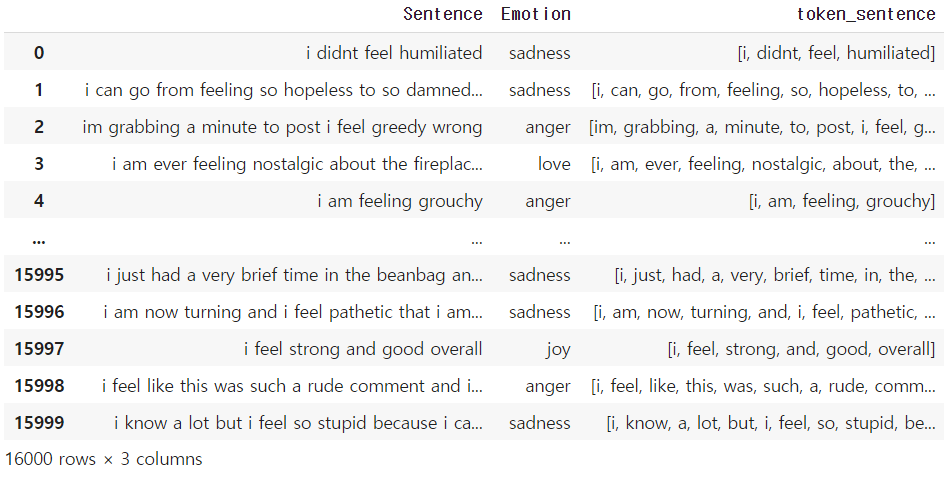 Sentence Emotion token_sentence
0 i didnt feel humiliated sadness [i, didnt, feel, humiliated]
1 i can go from feeling so hopeless to so damned... sadness [i, can, go, from, feeling, so, hopeless, to, ...
2 im grabbing a minute to post i feel greedy wrong anger [im, grabbing, a, minute, to, post, i, feel, g...
3 i am ever feeling nostalgic about the fireplac... love [i, am, ever, feeling, nostalgic, about, the, ...
4 i am feeling grouchy anger [i, am, feeling, grouchy]
... ... ... ...
15995 i just had a very brief time in the beanbag an... sadness [i, just, had, a, very, brief, time, in, the, ...
15996 i am now turning and i feel pathetic that i am... sadness [i, am, now, turning, and, i, feel, pathetic, ...
15997 i feel strong and good overall joy [i, feel, strong, and, good, overall]
15998 i feel like this was such a rude comment and i... anger [i, feel, like, this, was, such, a, rude, comm...
15999 i know a lot but i feel so stupid because i ca... sadness [i, know, a, lot, but, i, feel, so, stupid, be...
16000 rows × 3 columns